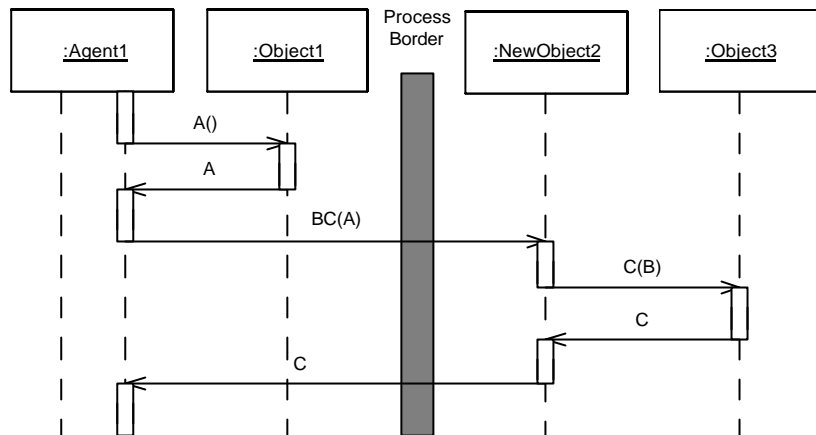 Process
Border
:Agent1
:Object1
:NewObject2
:Object3
A()
A
BC(A)
C(B)
C
C